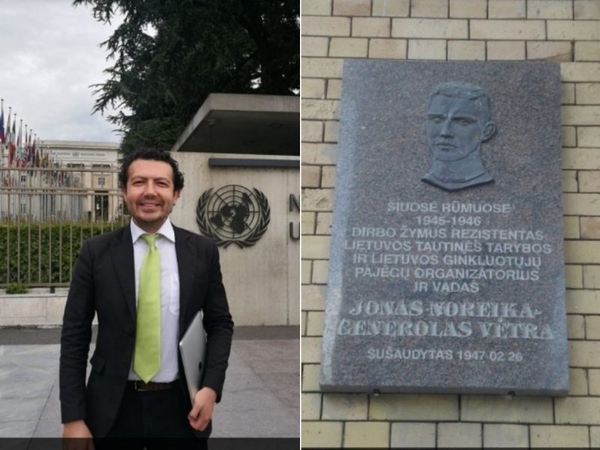 N
U
ŠIUOSE RŪMUOSE
1945-1946
DIRBO ŽYMUS REZISTENTAS
LIETUVOS TAUTINĖS TARYBOS
IR LIETUVOS GINKLUOTŲJŲ
PAJĖGŲ ORGANIZATORIUS
IR VADAS
JONAS NOREIKA-
GENEROLAS VĖTRA
SUŠAUDYTAS 1947 02 26